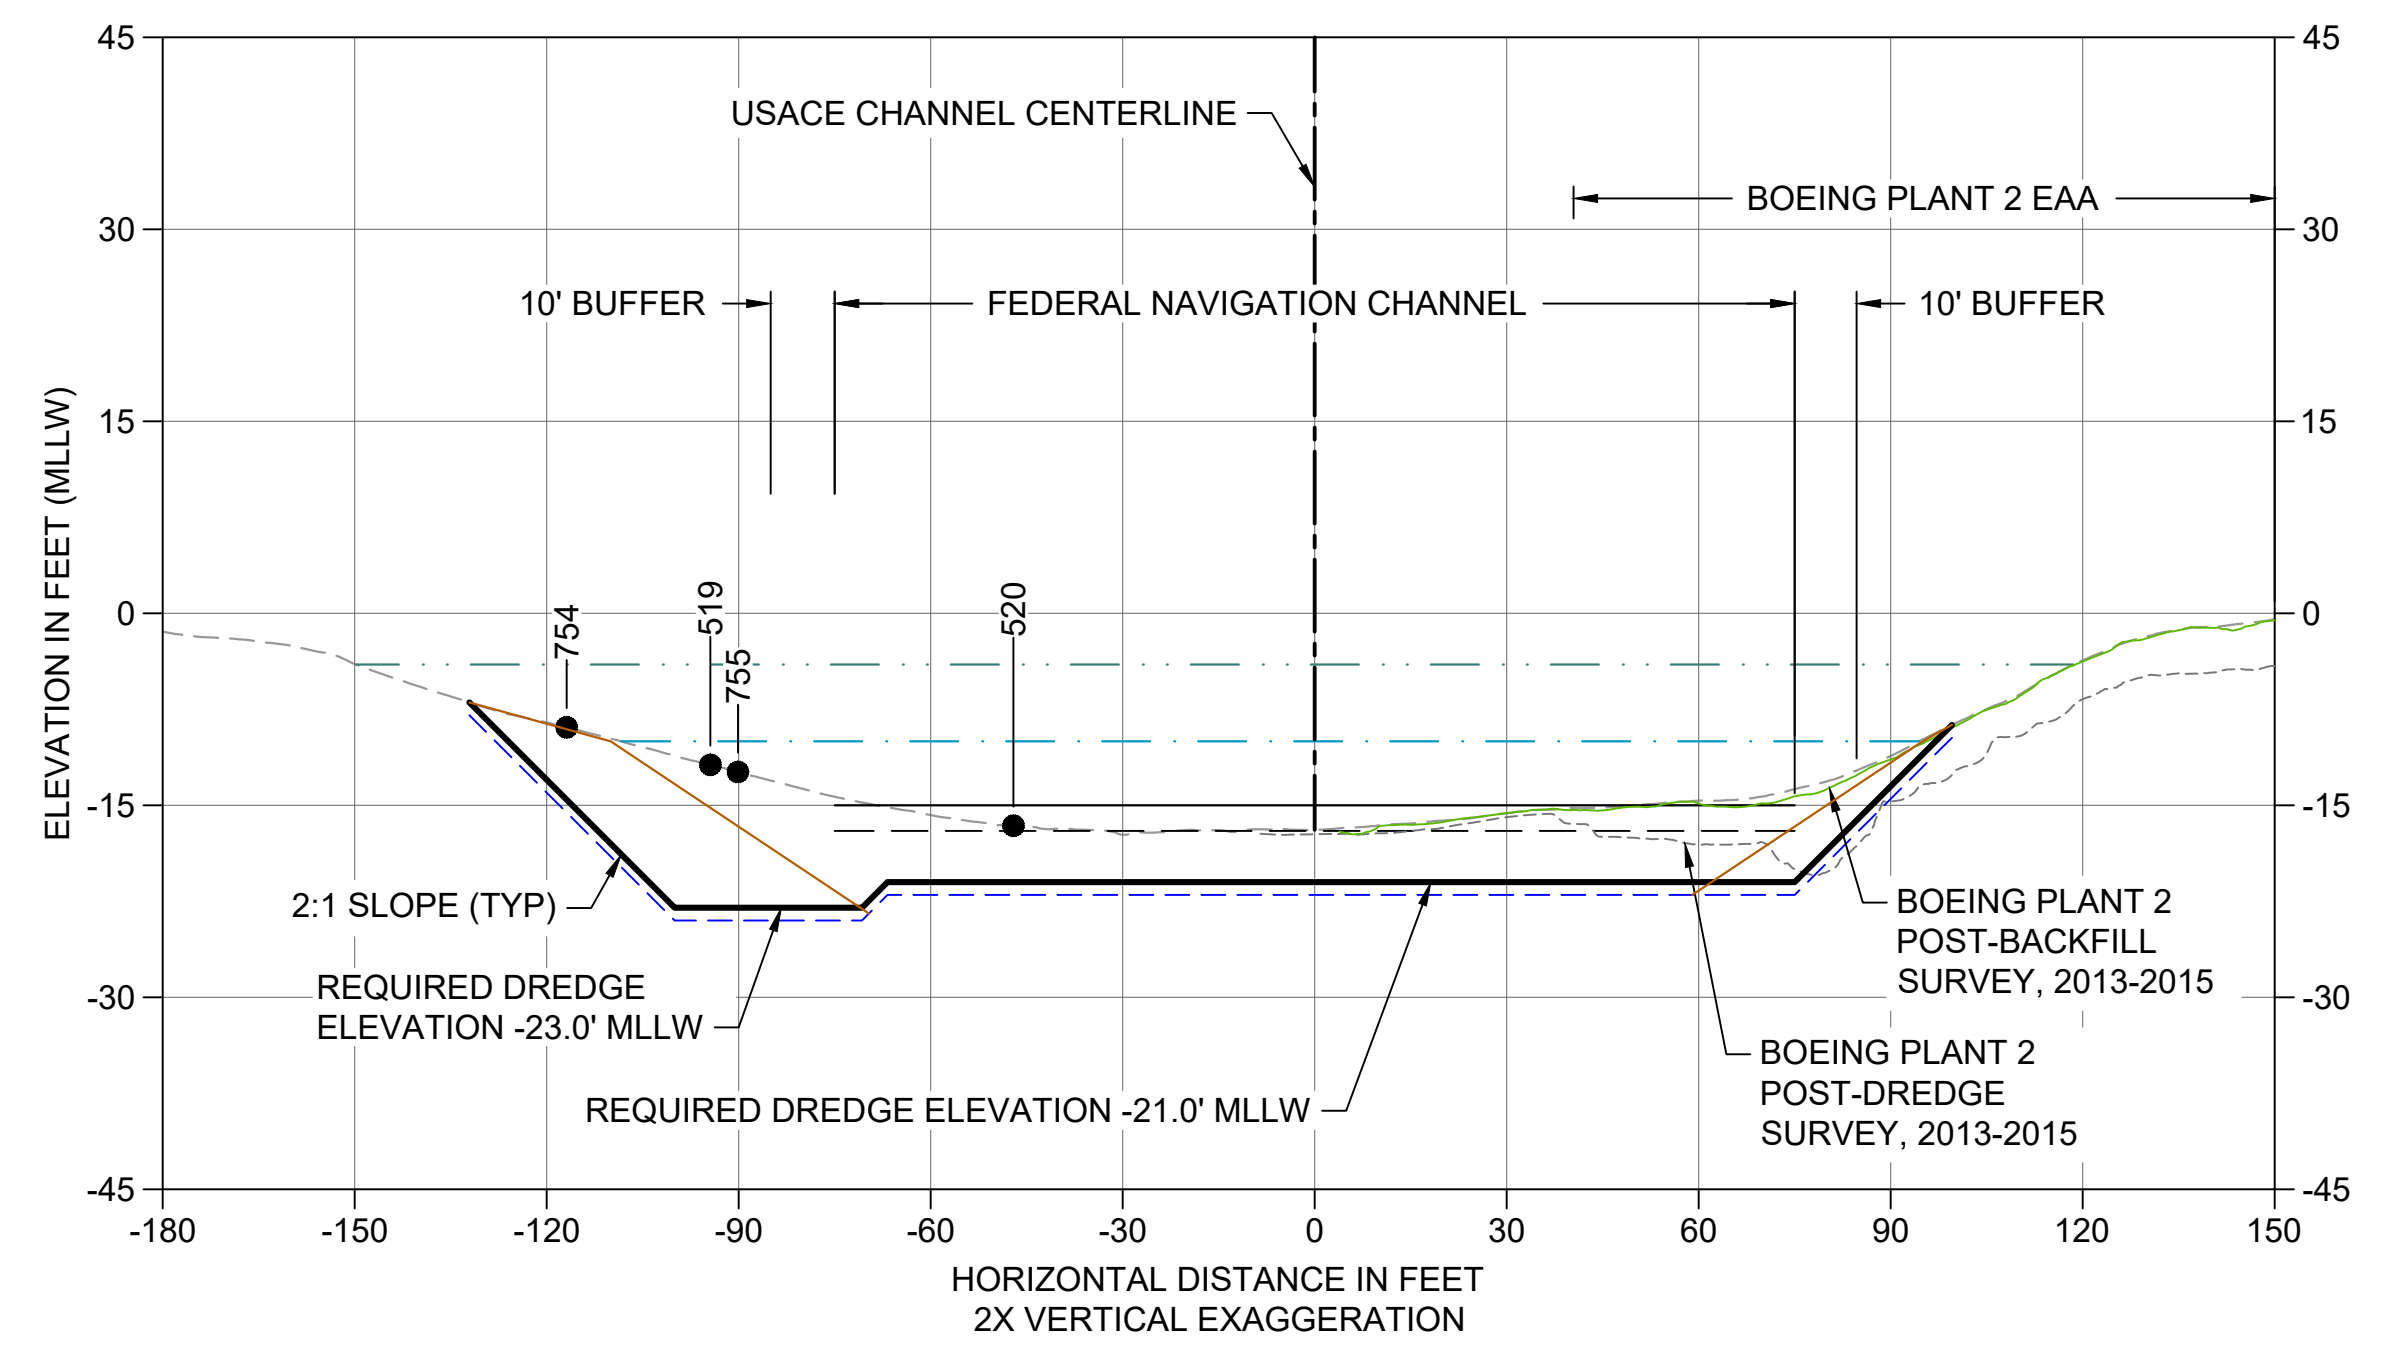 45
45
USACE CHANNEL CENTERLINE
BOEING PLANT 2 EAA
30
30
10' BUFFER
FEDERAL NAVIGATION CHANNEL
10' BUFFER
15
15
ELEVATION IN FEET (MLLW)
0
0
754
519
755
520
-15
-15
2:1 SLOPE (TYP)
BOEING PLANT 2
POST-BACKFILL
SURVEY, 2013-2015
REQUIRED DREDGE
ELEVATION -23.0' MLLW
-30
-30
BOEING PLANT 2
POST-DREDGE
SURVEY, 2013-2015
REQUIRED DREDGE ELEVATION -21.0' MLLW
-45
-45
-180 -150 -120 -90 -60 -30 0 30 60 90 120 150
HORIZONTAL DISTANCE IN FEET
2X VERTICAL EXAGGERATION